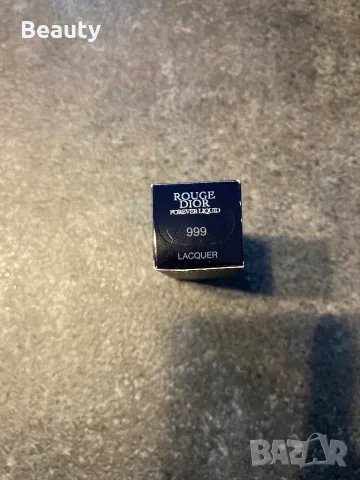 Beauty
ROUGE
DIOR
FOREVER LIQUID
999
LACQUER
BAZAR